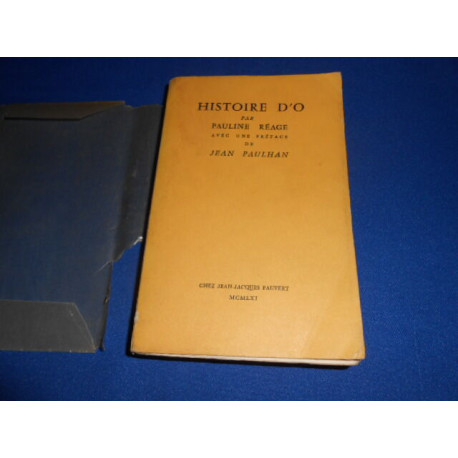 HISTOIRE D'O
PAR
PAULINE RÉAGE
AVEC UNE PRÉFACE
DE
JEAN PAULHAN
CHEZ JEAN-JACQUES PAUVERT
MCMLXI